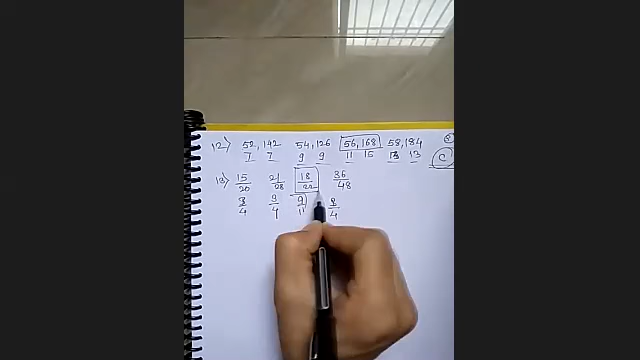 12) 52,142 54,126 56,168 58,184
7 7 9 9 11 15 13 13 C
13) 15/20 21/28 18/22 36/48
3/4 3/4 9/11 3/4